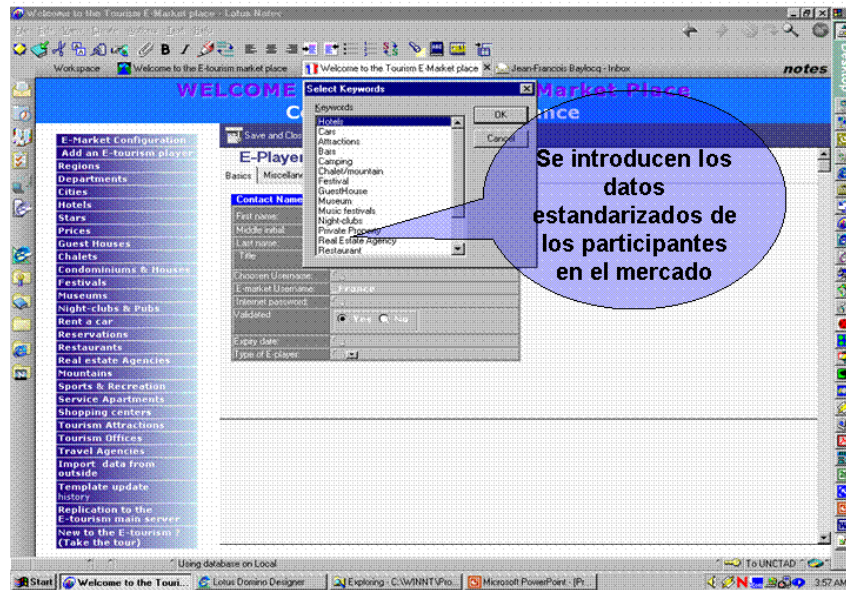 Welcome to the Tourism E-Market place - Lotus Notes
Workspace
Welcome to the E-tourism market place
Welcome to the Tourism E-Market place
Jean-Francois Baylocq - Inbox
notes
WELCOME
Market Place
Select Keywords
Keywords
Hotels
Cars
Attractions
Bars
Camping
Chalet/mountain
Festival
GuestHouse
Museum
Music festivals
Night-clubs
Private Property
Real Estate Agency
Restaurant
OK
Cancel
Save and Clos
E-Player
Basics
Miscellan
Contact Name
First name:
Middle initial:
Last name:
Title
Choosen Username:
E-market Username:
France
Internet password:
Validated
Yes
No
Expiry date:
Type of E-player:
Se introducen los
datos
estandarizados de
los participantes
en el mercado
E-Market Configuration
Add an E-tourism player
Regions
Departments
Cities
Hotels
Stars
Prices
Guest Houses
Chalets
Condominiums & Houses
Festivals
Museums
Night-clubs & Pubs
Rent a car
Reservations
Restaurants
Real estate Agencies
Mountains
Sports & Recreation
Service Apartments
Shopping centers
Tourism Attractions
Tourism Offices
Travel Agencies
Import data from
outside
Template update
history
Replication to the
E-tourism main server
New to the E-tourism ?
(Take the tour)
Using database on Local
To UNCTAD
Start
Welcome to the Touri...
Lotus Domino Designer
Exploring - C:\WINNT\Pro...
Microsoft PowerPoint - [Pr...
3:57 AM